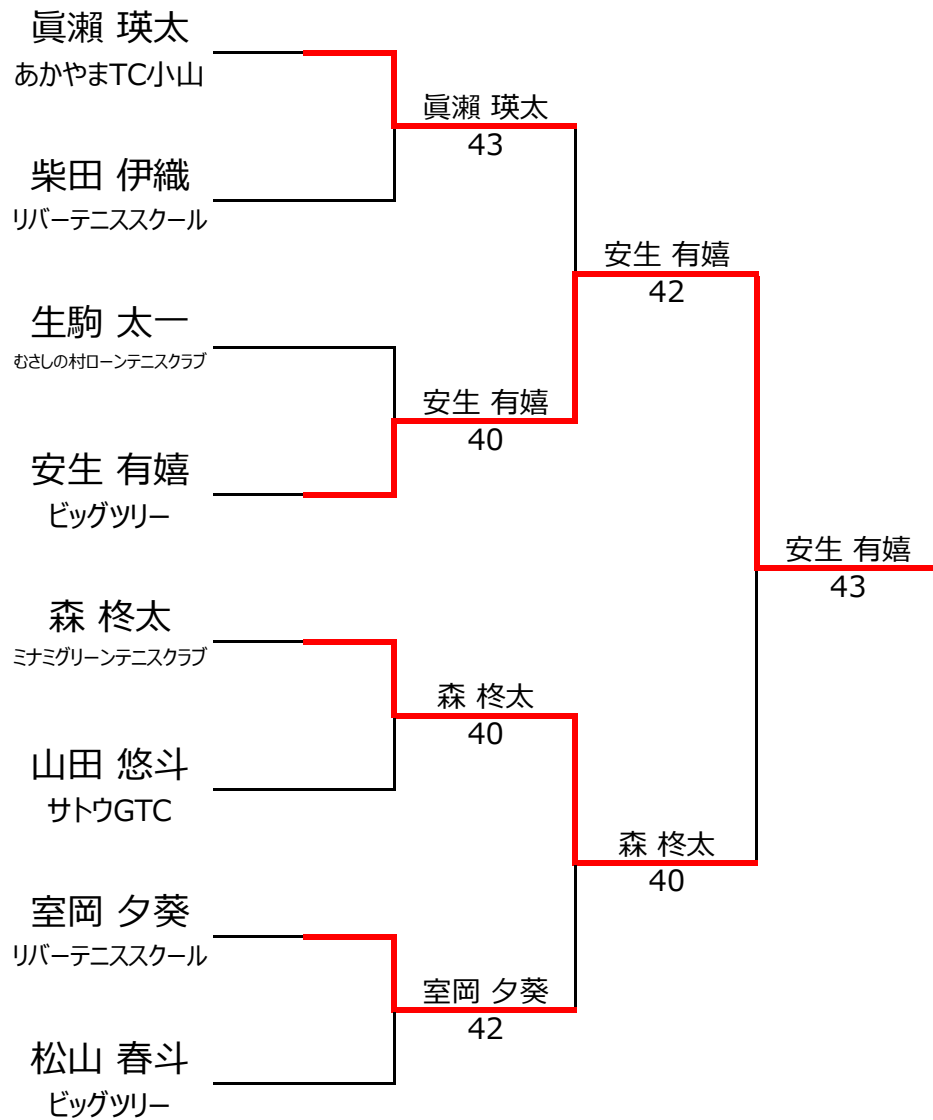 眞瀨 瑛太
あかやまTC小山
眞瀨 瑛太
43
柴田 伊織
リバーテニススクール
安生 有嬉
42
生駒 太一
むさしの村ローンテニスクラブ
安生 有嬉
40
安生 有嬉
ビッグツリー
安生 有嬉
43
森 柊太
ミナミグリーンテニスクラブ
森 柊太
40
山田 悠斗
サトウGTC
森 柊太
40
室岡 夕葵
リバーテニススクール
室岡 夕葵
42
松山 春斗
ビッグツリー